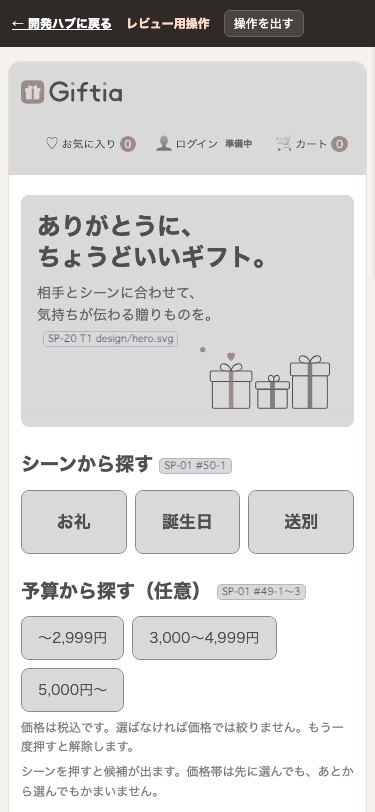 ← 開発ハブに戻る レビュー用操作 操作を出す
Giftia
♡ お気に入り 0 ログイン 準備中 カート 0
ありがとうに、
ちょうどいいギフト。
相手とシーンに合わせて、
気持ちが伝わる贈りものを。
SP-20 T1 design/hero.svg
シーンから探す SP-01 #50-1
お礼 誕生日 送別
予算から探す（任意） SP-01 #49-1〜3
〜2,999円 3,000〜4,999円
5,000円〜
価格は税込です。選ばなければ価格では絞りません。もう一
度押すと解除します。
シーンを押すと候補が出ます。価格帯は先に選んでも、あとか
ら選んでもかまいません。